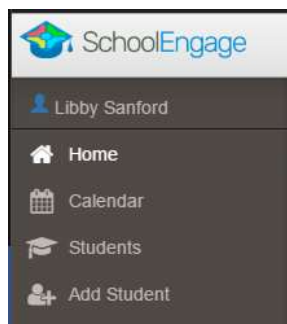 SchoolEngage
Libby Sanford
Home
Calendar
Students
Add Student